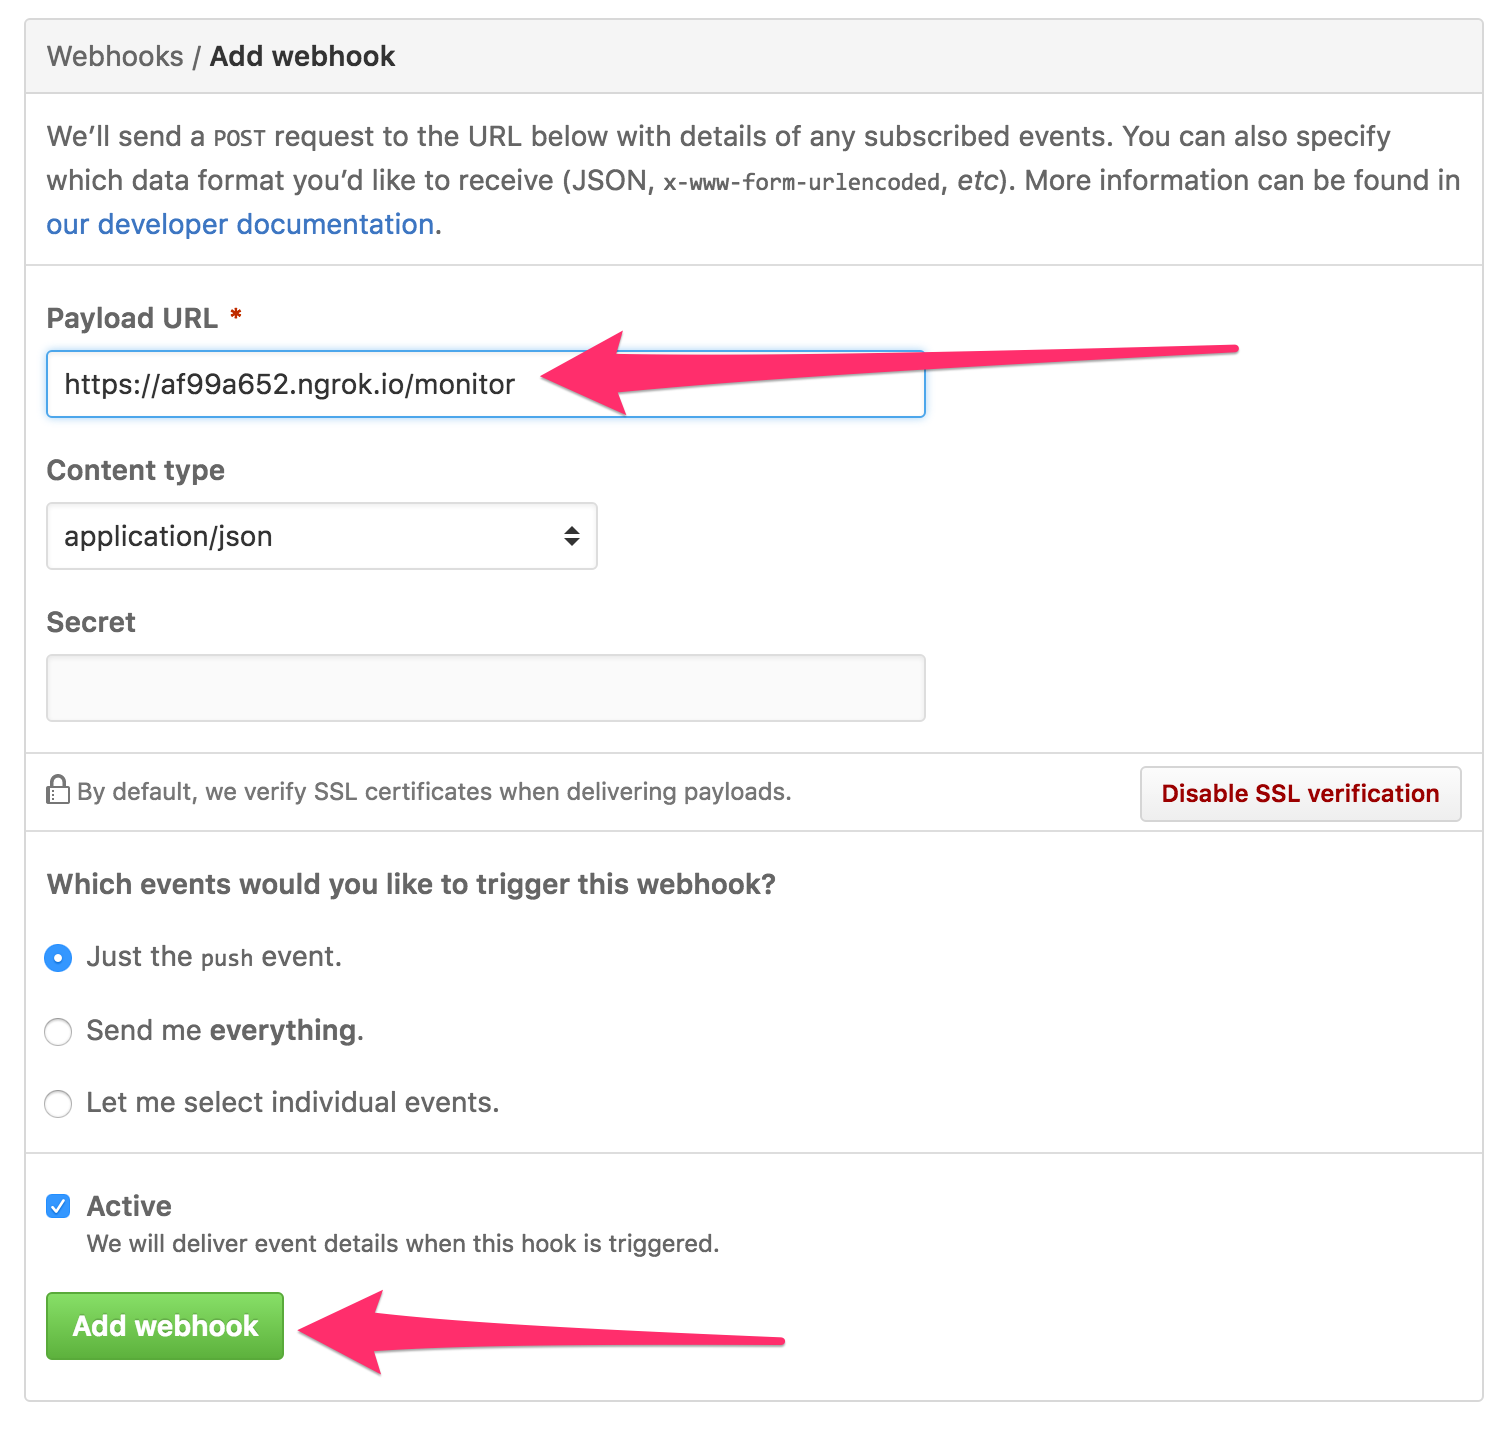 Webhooks / Add webhook
We’ll send a POST request to the URL below with details of any subscribed events. You can also specify
which data format you’d like to receive (JSON, x-www-form-urlencoded, etc). More information can be found in
our developer documentation.
Payload URL *
https://af99a652.ngrok.io/monitor
Content type
application/json
Secret
By default, we verify SSL certificates when delivering payloads.
Disable SSL verification
Which events would you like to trigger this webhook?
Just the push event.
Send me everything.
Let me select individual events.
Active
We will deliver event details when this hook is triggered.
Add webhook